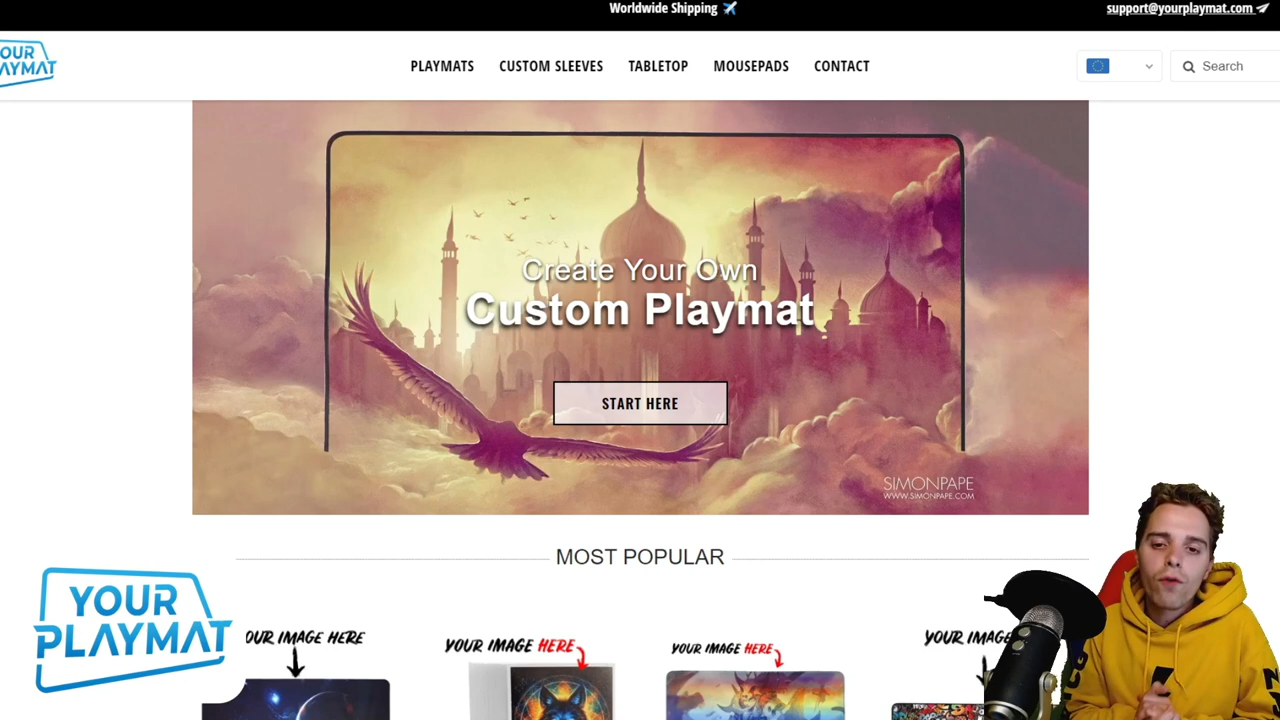 Worldwide Shipping
support@yourplaymat.com
YOUR
PLAYMAT
PLAYMATS
CUSTOM SLEEVES
TABLETOP
MOUSEPADS
CONTACT
Search
Create Your Own
Custom Playmat
START HERE
SIMONPAPE
WWW.SIMONPAPE.COM
MOST POPULAR
YOUR
PLAYMAT
OUR IMAGE HERE
YOUR IMAGE HERE
YOUR IMAGE HERE
YOUR IMAGE